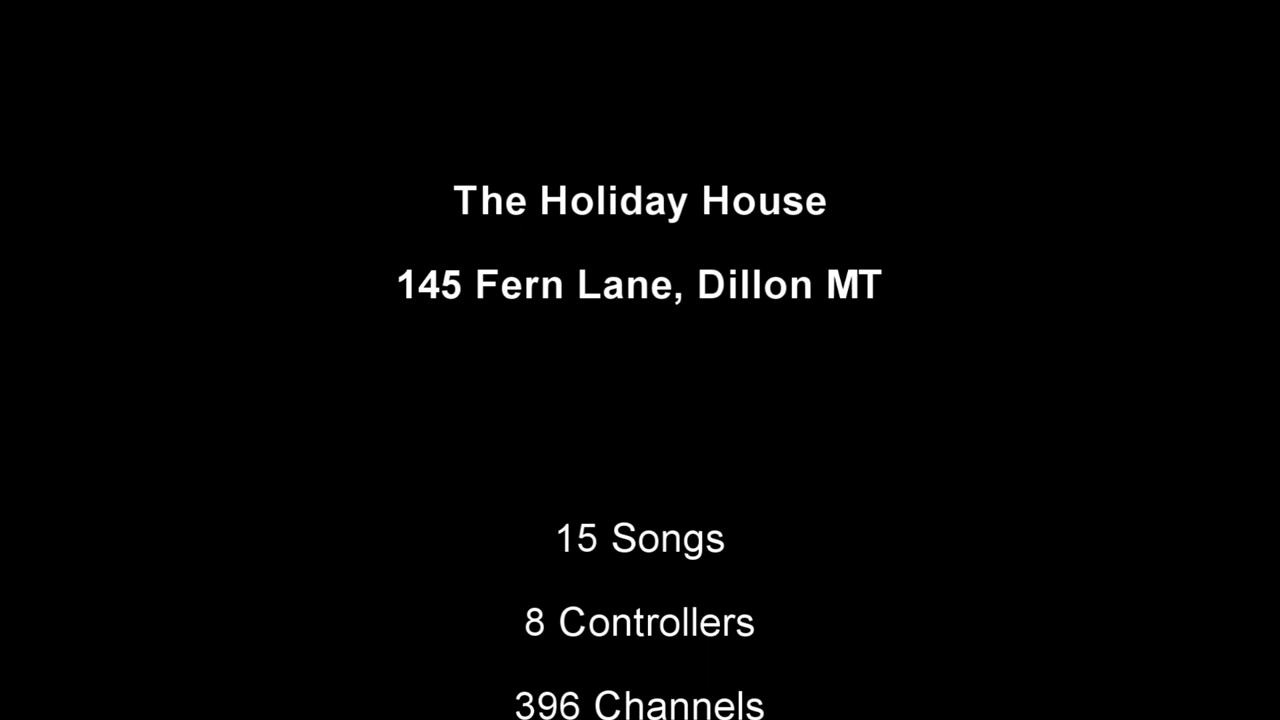 The Holiday House
145 Fern Lane, Dillon MT
15 Songs
8 Controllers
396 Channels